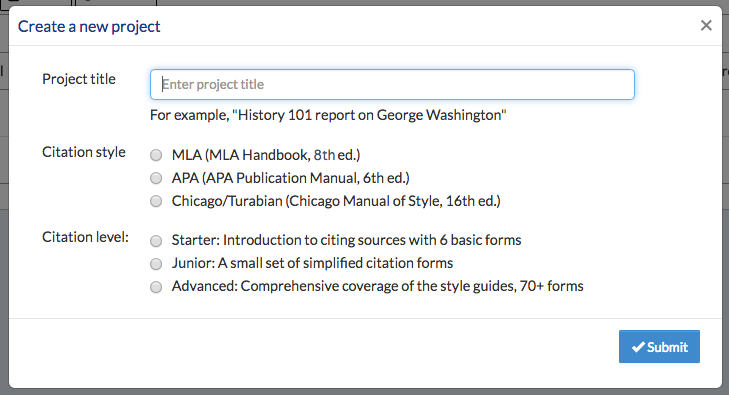 Create a new project ×
Project title
Enter project title
For example, "History 101 report on George Washington"
Citation style
MLA (MLA Handbook, 8th ed.)
APA (APA Publication Manual, 6th ed.)
Chicago/Turabian (Chicago Manual of Style, 16th ed.)
Citation level:
Starter: Introduction to citing sources with 6 basic forms
Junior: A small set of simplified citation forms
Advanced: Comprehensive coverage of the style guides, 70+ forms
Submit